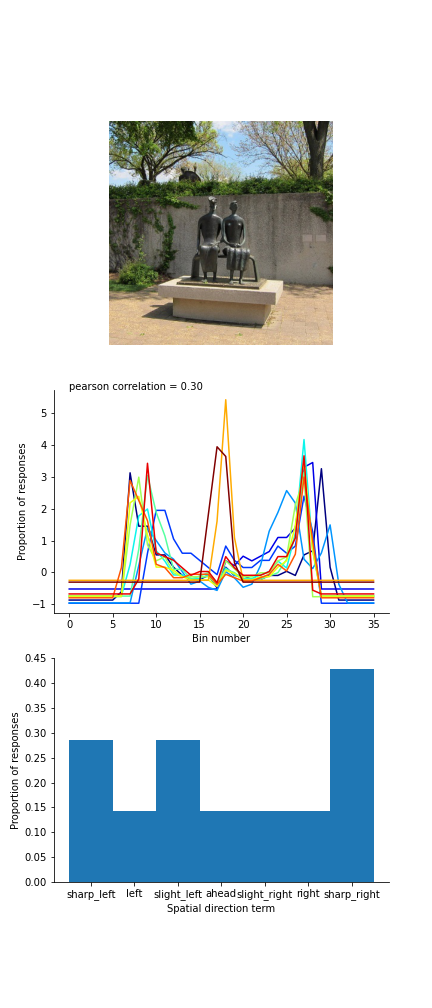 pearson correlation = 0.30
Proportion of responses
5
4
3
2
1
0
−1
0 5 10 15 20 25 30 35
Bin number
Proportion of responses
0.45
0.40
0.35
0.30
0.25
0.20
0.15
0.10
0.05
0.00
sharp_left left slight_left ahead slight_right right sharp_right
Spatial direction term